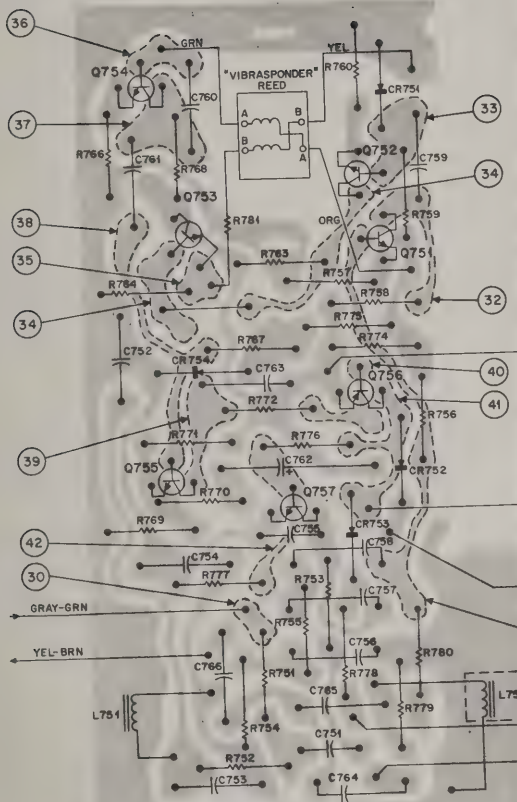 36
GRN
YEL
Q754
"VIBRASPONDER"
REED
R760
CR751
C760
33
37
A
B
B
A
Q752
34
R766
C761
R768
C759
Q753
38
R781
ORG
R759
35
R763
Q751
R764
R757
R758
32
34
R775
C752
R767
R774
CR754
C763
40
Q756
41
R772
R756
39
R771
R776
C762
+
CR752
Q755
Q757
R770
R769
C755
CR753
42
C758
C754
R777
R753
C757
30
GRAY-GRN
R755
C756
YEL-BRN
R780
C766
R751
R778
L751
R754
C765
R779
C751
R752
C753
C764